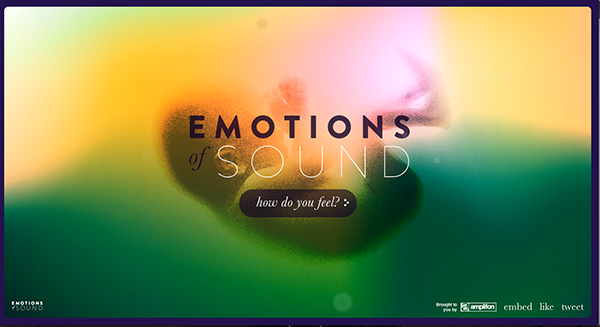 EMOTIONS
of SOUND
how do you feel?
EMOTIONS
of SOUND
Brought to
you by amplifon embed like tweet